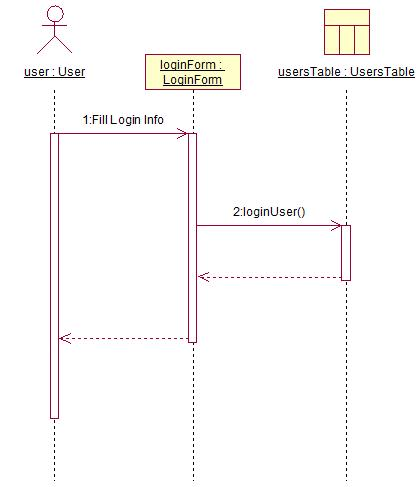 user : User
loginForm :
LoginForm
usersTable : UsersTable
1:Fill Login Info
2:loginUser()